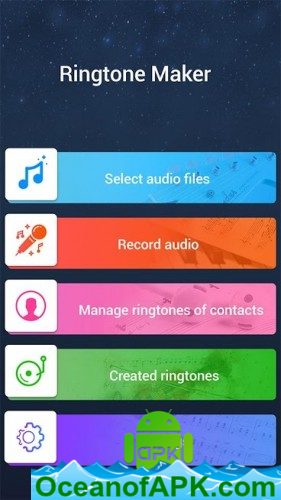 Ringtone Maker
Select audio files
Record audio
Manage ringtones of contacts
Created ringtones
APK
OceanofAPK.com